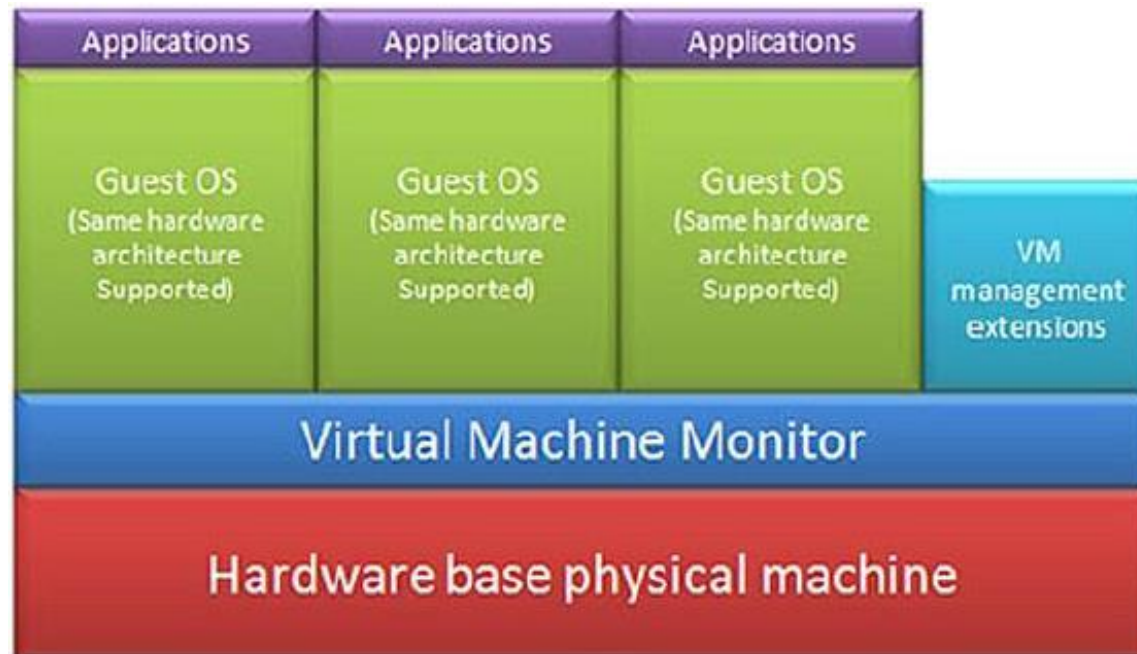 Applications
Applications
Applications
Guest OS
(Same hardware
architecture
Supported)
Guest OS
(Same hardware
architecture
Supported)
Guest OS
(Same hardware
architecture
Supported)
VM
management
extensions
Virtual Machine Monitor
Hardware base physical machine